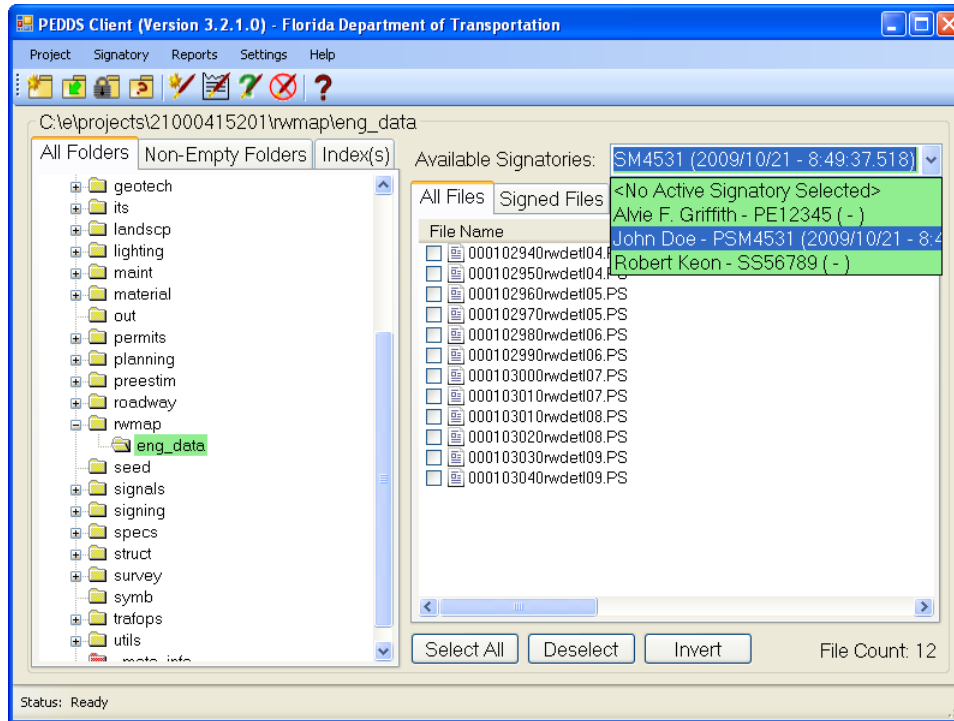 PEDDS Client (Version 3.2.1.0) - Florida Department of Transportation
Project Signatory Reports Settings Help
C:\e\projects\21000415201\rwmap\eng_data
All Folders Non-Empty Folders Index(s)
geotech
its
landscp
lighting
maint
material
out
permits
planning
preestim
roadway
rwmap
eng_data
seed
signals
signing
specs
struct
survey
symb
trafops
utils
Available Signatories: SM4531 (2009/10/21 - 8:49:37.518)
<No Active Signatory Selected>
Alvie F. Griffith - PE12345 ( - )
John Doe - PSM4531 (2009/10/21 - 8:4
Robert Keon - SS56789 ( - )
All Files Signed Files
File Name
000102940rwdetl04.PS
000102950rwdetl04.PS
000102960rwdetl05.PS
000102970rwdetl05.PS
000102980rwdetl06.PS
000102990rwdetl06.PS
000103000rwdetl07.PS
000103010rwdetl07.PS
000103010rwdetl08.PS
000103020rwdetl08.PS
000103030rwdetl09.PS
000103040rwdetl09.PS
Select All Deselect Invert File Count: 12
Status: Ready